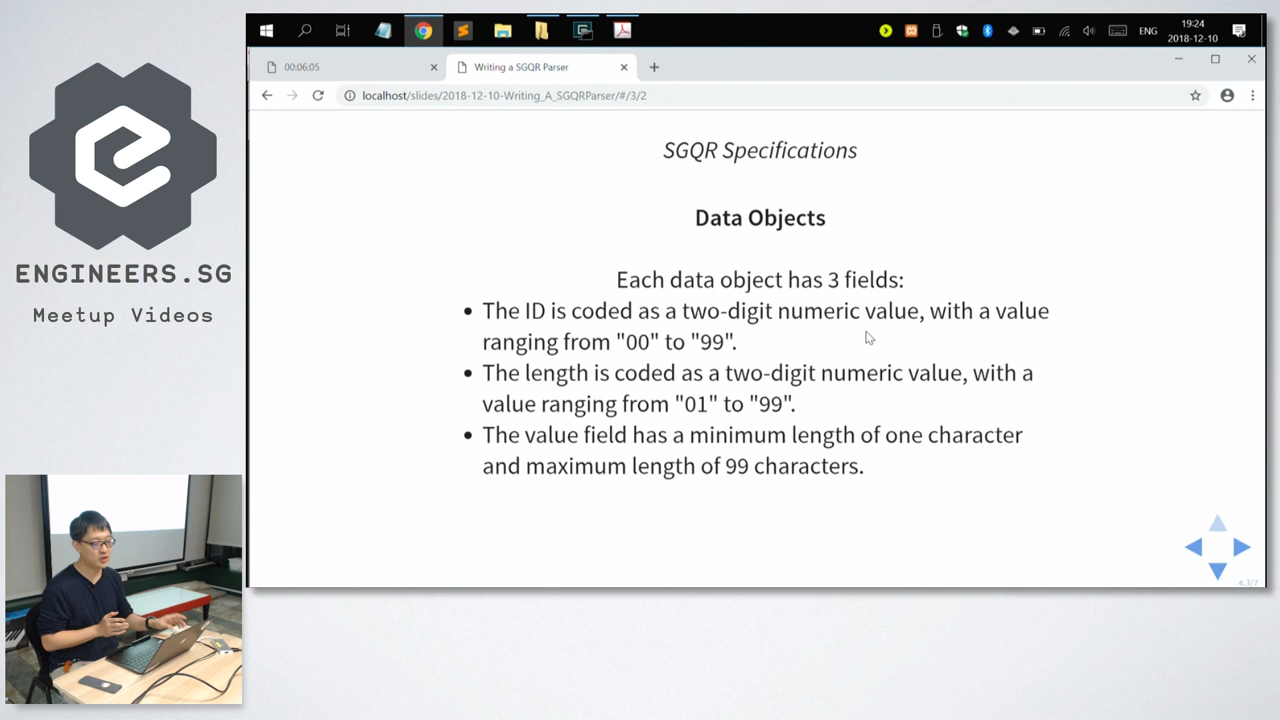 ENGINEERS.SG
Meetup Videos
ENG
19:24
2018-12-10
00:06:05
Writing a SGQR Parser
localhost/slides/2018-12-10-Writing_A_SGQRParser/#/3/2
SGQR Specifications
Data Objects
Each data object has 3 fields:
• The ID is coded as a two-digit numeric value, with a value
ranging from "00" to "99".
• The length is coded as a two-digit numeric value, with a
value ranging from "01" to "99".
• The value field has a minimum length of one character
and maximum length of 99 characters.
4.3/7